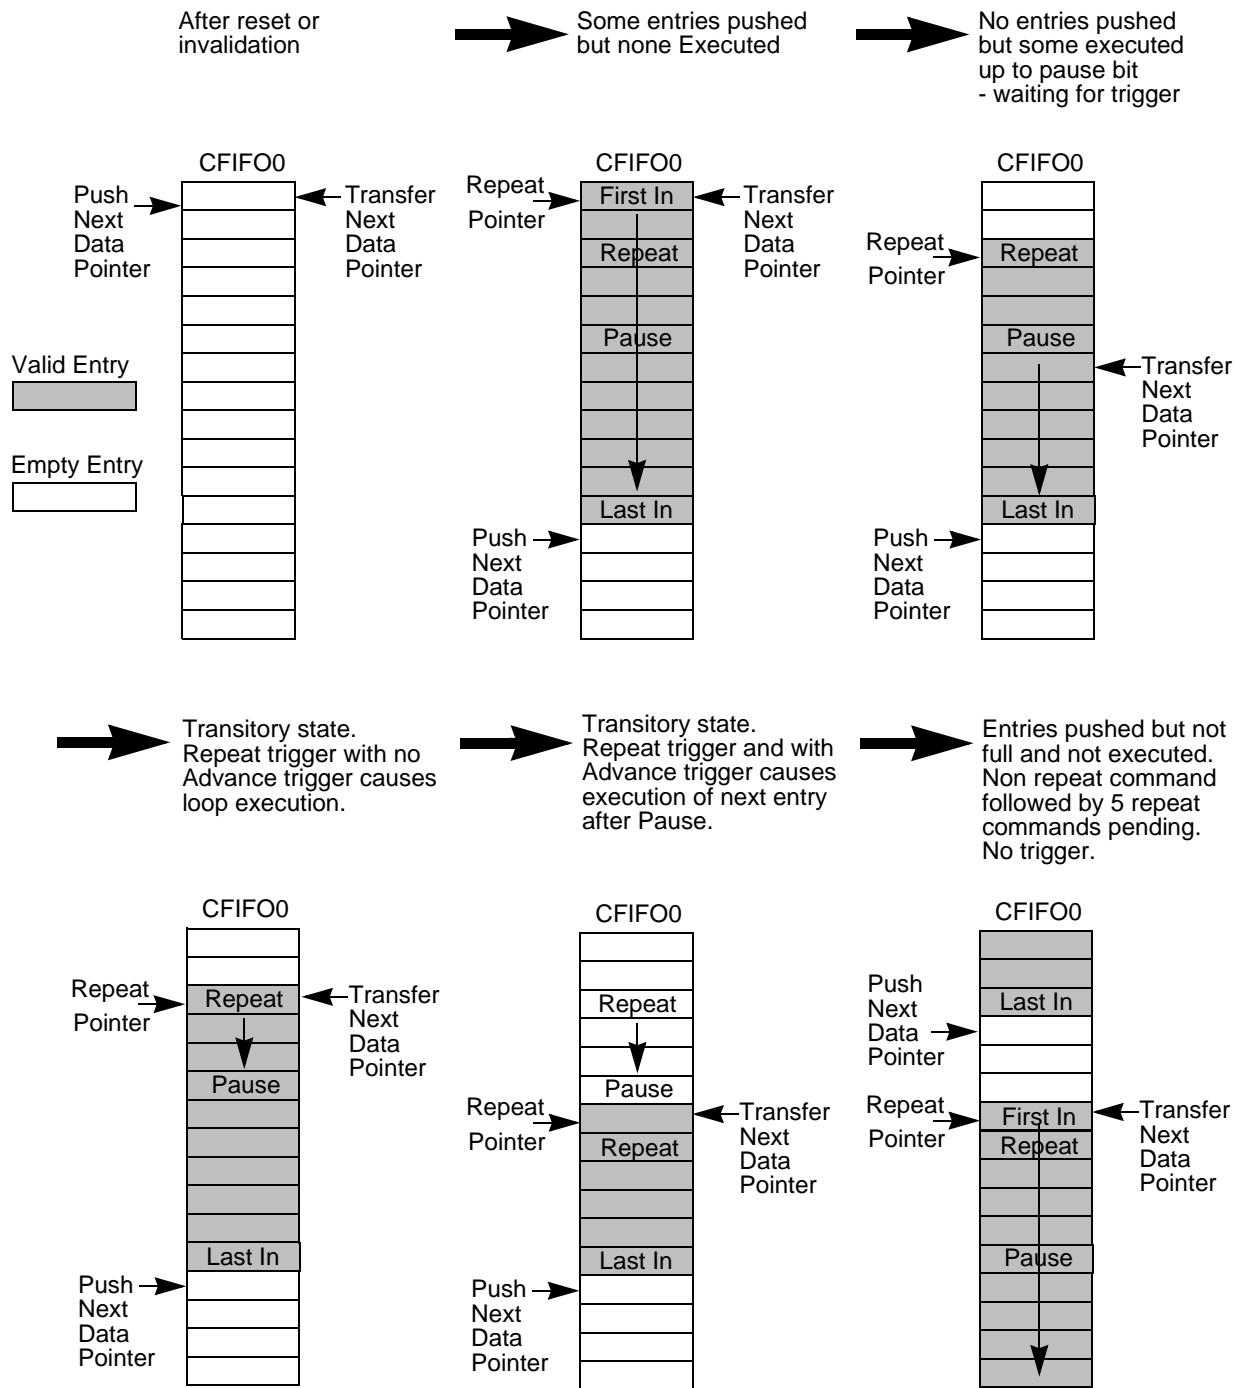 After reset or
invalidation
Some entries pushed
but none Executed
No entries pushed
but some executed
up to pause bit
- waiting for trigger
CFIFO0
Push
Next
Data
Pointer
Transfer
Next
Data
Pointer
Valid Entry
Empty Entry
CFIFO0
Repeat
Pointer
First In
Repeat
Pause
Last In
Transfer
Next
Data
Pointer
Push
Next
Data
Pointer
CFIFO0
Repeat
Pointer
Repeat
Pause
Last In
Transfer
Next
Data
Pointer
Push
Next
Data
Pointer
Transitory state.
Repeat trigger with no
Advance trigger causes
loop execution.
Transitory state.
Repeat trigger and with
Advance trigger causes
execution of next entry
after Pause.
Entries pushed but not
full and not executed.
Non repeat command
followed by 5 repeat
commands pending.
No trigger.
CFIFO0
Repeat
Pointer
Repeat
Pause
Last In
Transfer
Next
Data
Pointer
Push
Next
Data
Pointer
CFIFO0
Repeat
Pause
Repeat
Pointer
Repeat
Last In
Transfer
Next
Data
Pointer
Push
Next
Data
Pointer
CFIFO0
Push
Next
Data
Pointer
Last In
Repeat
Pointer
First In
Repeat
Pause
Transfer
Next
Data
Pointer